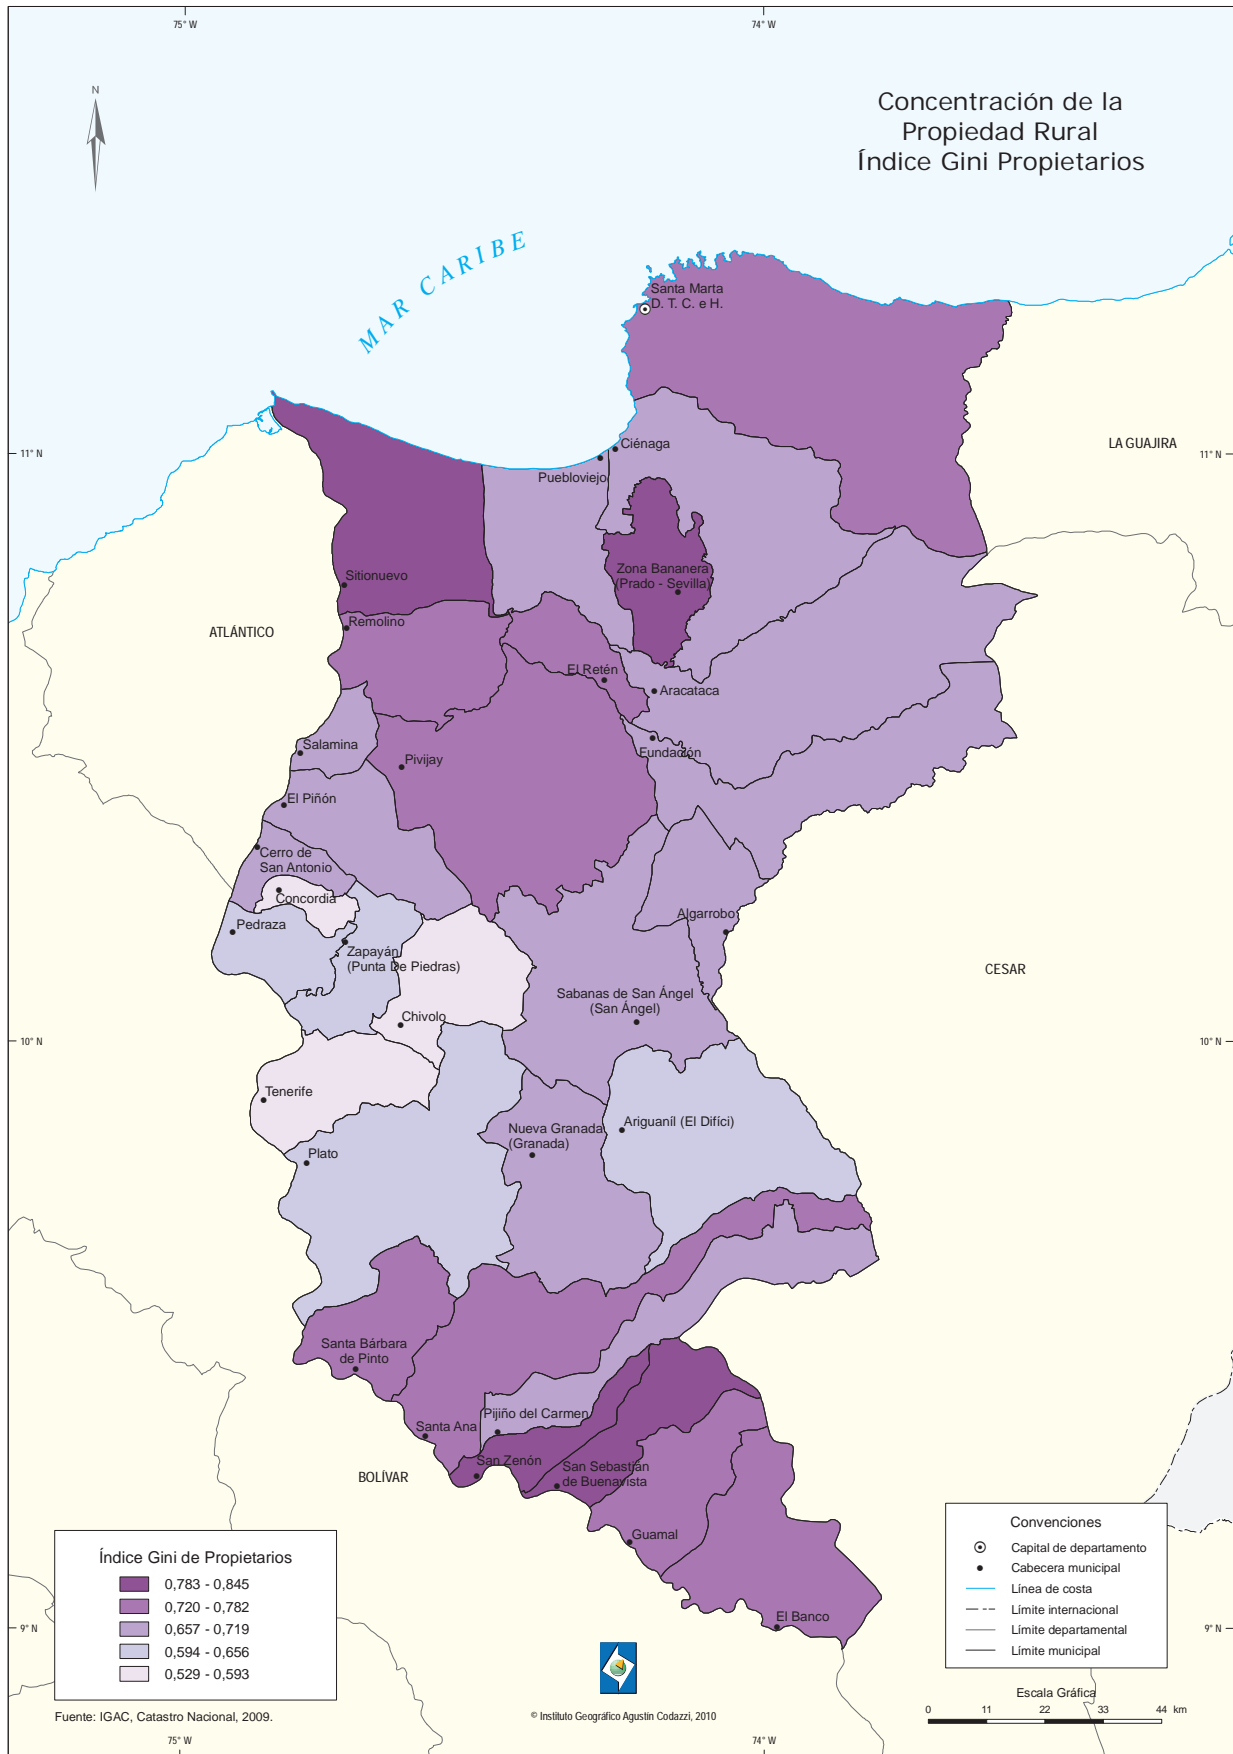 75° W
74° W
N
Concentración de la
Propiedad Rural
Índice Gini Propietarios
MAR CARIBE
Santa Marta
D. T. C. e H.
11° N
Ciénaga
LA GUAJIRA
11° N
Puebloviejo
Zona Bananera
(Prado - Sevilla)
Sitionuevo
Remolino
ATLÁNTICO
El Retén
Aracataca
Salamina
Fundación
Pivijay
El Piñón
Cerro de
San Antonio
Concordia
Algarrobo
Pedraza
Zapayán
(Punta De Piedras)
CESAR
Sabanas de San Ángel
(San Ángel)
Chivolo
10° N
10° N
Tenerife
Ariguaníl (El Difíci)
Nueva Granada
(Granada)
Plato
Santa Bárbara
de Pinto
Santa Ana
Pijiño del Carmen
San Zenón
San Sebastián
de Buenavista
BOLÍVAR
Guamal
El Banco
9° N
9° N
Índice Gini de Propietarios
0,783 - 0,845
0,720 - 0,782
0,657 - 0,719
0,594 - 0,656
0,529 - 0,593
Convenciones
Capital de departamento
Cabecera municipal
Línea de costa
Límite internacional
Límite departamental
Límite municipal
Escala Gráfica
0 11 22 33 44 km
Fuente: IGAC, Catastro Nacional, 2009.
© Instituto Geográfico Agustín Codazzi, 2010
75° W
74° W